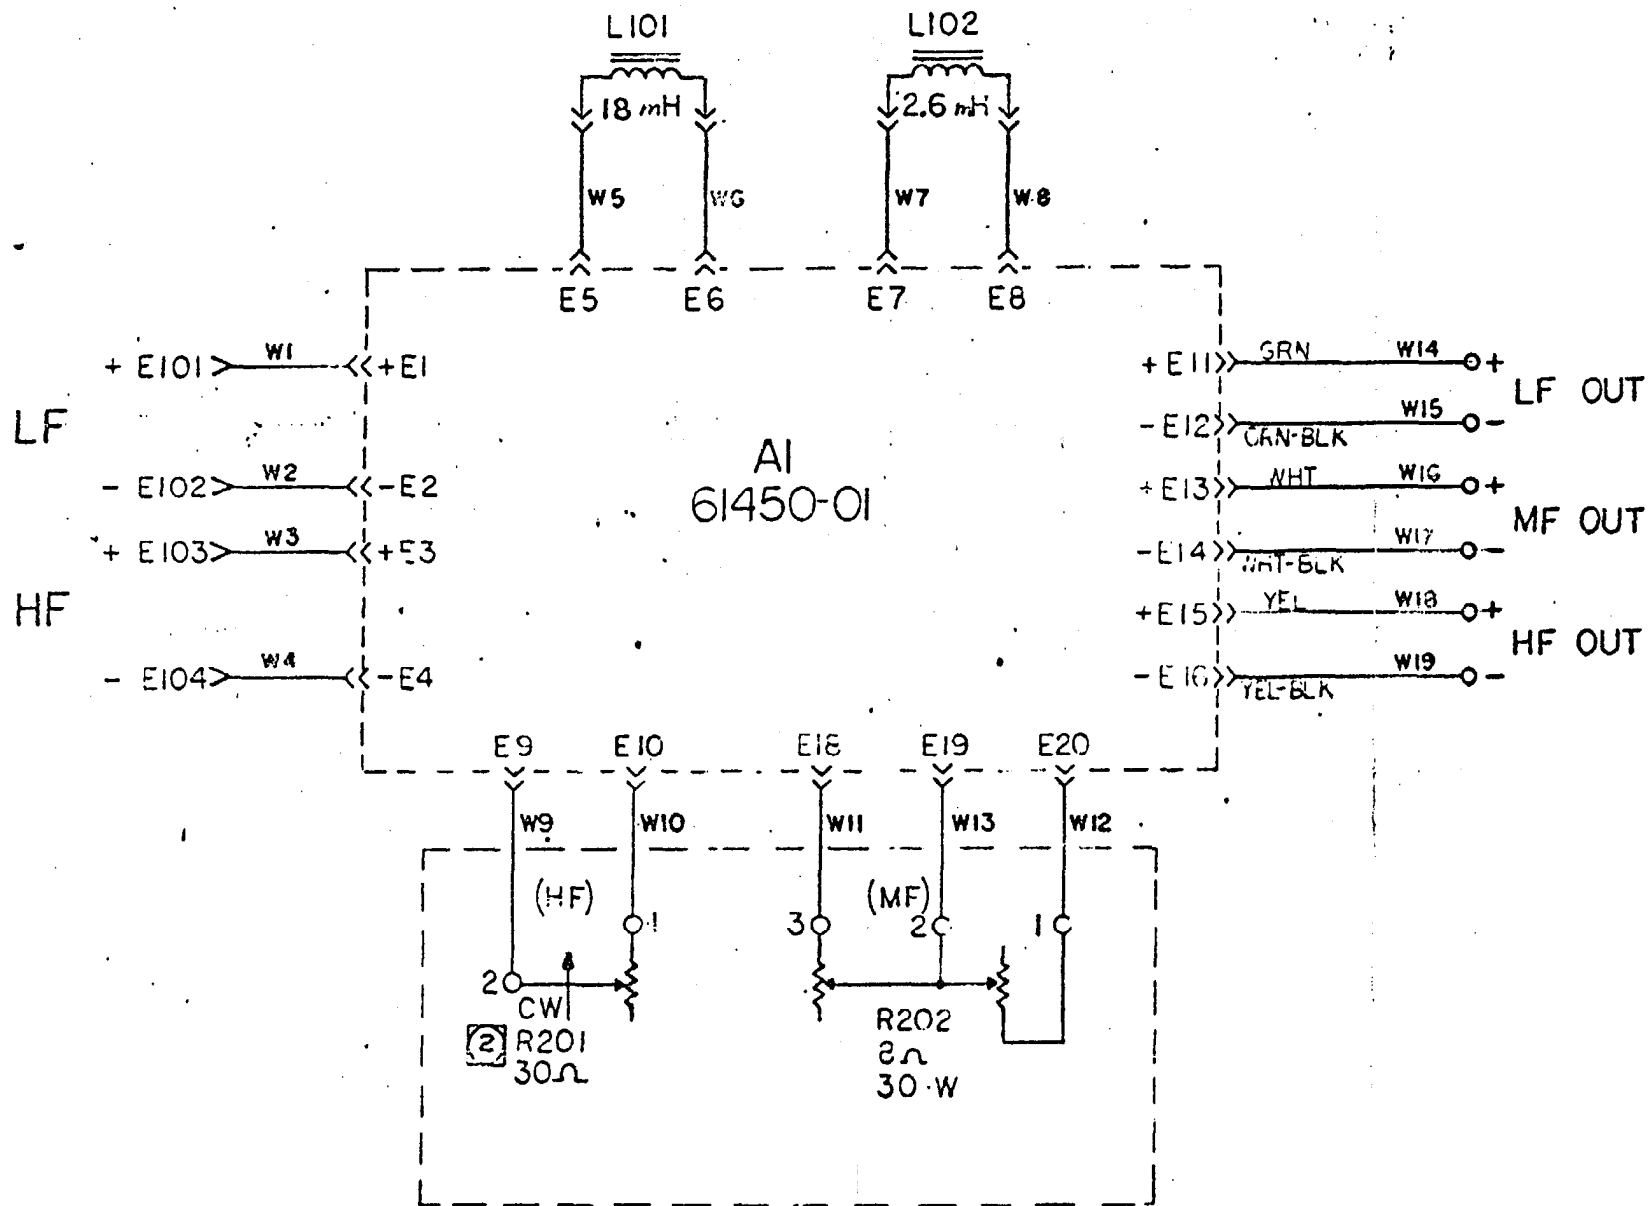 L101
L102
18 mH
2.6 mH
W5
W6
W7
W8
E5
E6
E7
E8
+ E101
W1
+E1
LF
- E102
W2
-E2
+ E103
W3
+E3
HF
- E104
W4
-E4
A1
61450-01
+E11
GRN
W14
+
LF OUT
-E12
GRN-BLK
W15
-
+E13
WHT
W16
+
MF OUT
-E14
WHT-BLK
W17
-
+E15
YEL
W18
+
HF OUT
-E16
YEL-BLK
W19
-
E9
E10
E18
E19
E20
W9
W10
W11
W13
W12
(HF)
(MF)
1
3
2
1
2
CW
2
R201
30Ω
R202
8Ω
30 W